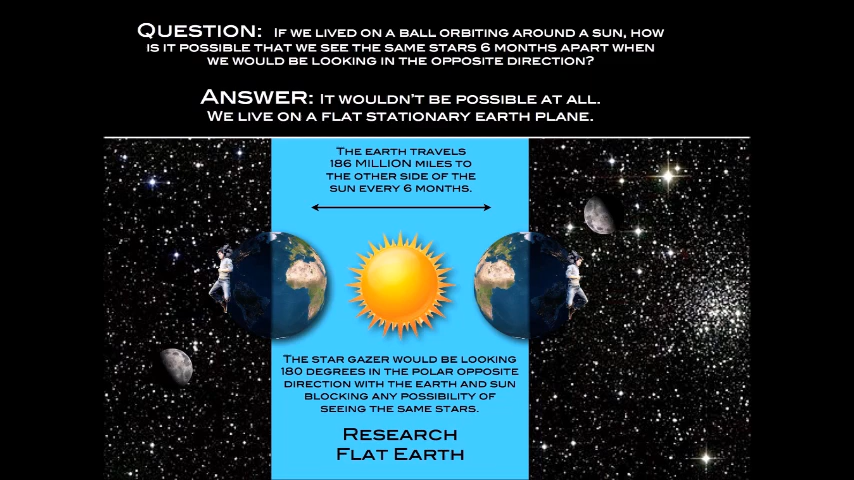 QUESTION: IF WE LIVED ON A BALL ORBITING AROUND A SUN, HOW
IS IT POSSIBLE THAT WE SEE THE SAME STARS 6 MONTHS APART WHEN
WE WOULD BE LOOKING IN THE OPPOSITE DIRECTION?
ANSWER: IT WOULDN'T BE POSSIBLE AT ALL.
WE LIVE ON A FLAT STATIONARY EARTH PLANE.
THE EARTH TRAVELS
186 MILLION MILES TO
THE OTHER SIDE OF THE
SUN EVERY 6 MONTHS.
THE STAR GAZER WOULD BE LOOKING
180 DEGREES IN THE POLAR OPPOSITE
DIRECTION WITH THE EARTH AND SUN
BLOCKING ANY POSSIBILITY OF
SEEING THE SAME STARS.
RESEARCH
FLAT EARTH